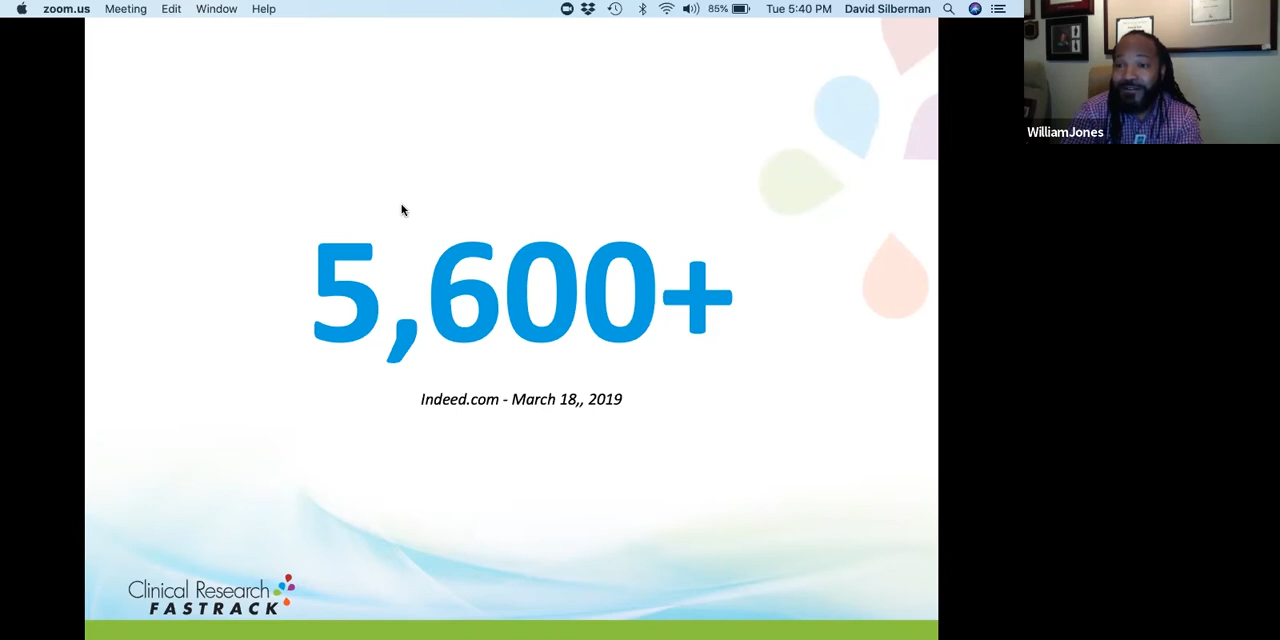 zoom.us Meeting Edit Window Help 85% Tue 5:40 PM David Silberman
WilliamJones
5,600+
Indeed.com - March 18,, 2019
Clinical Research
FASTRACK